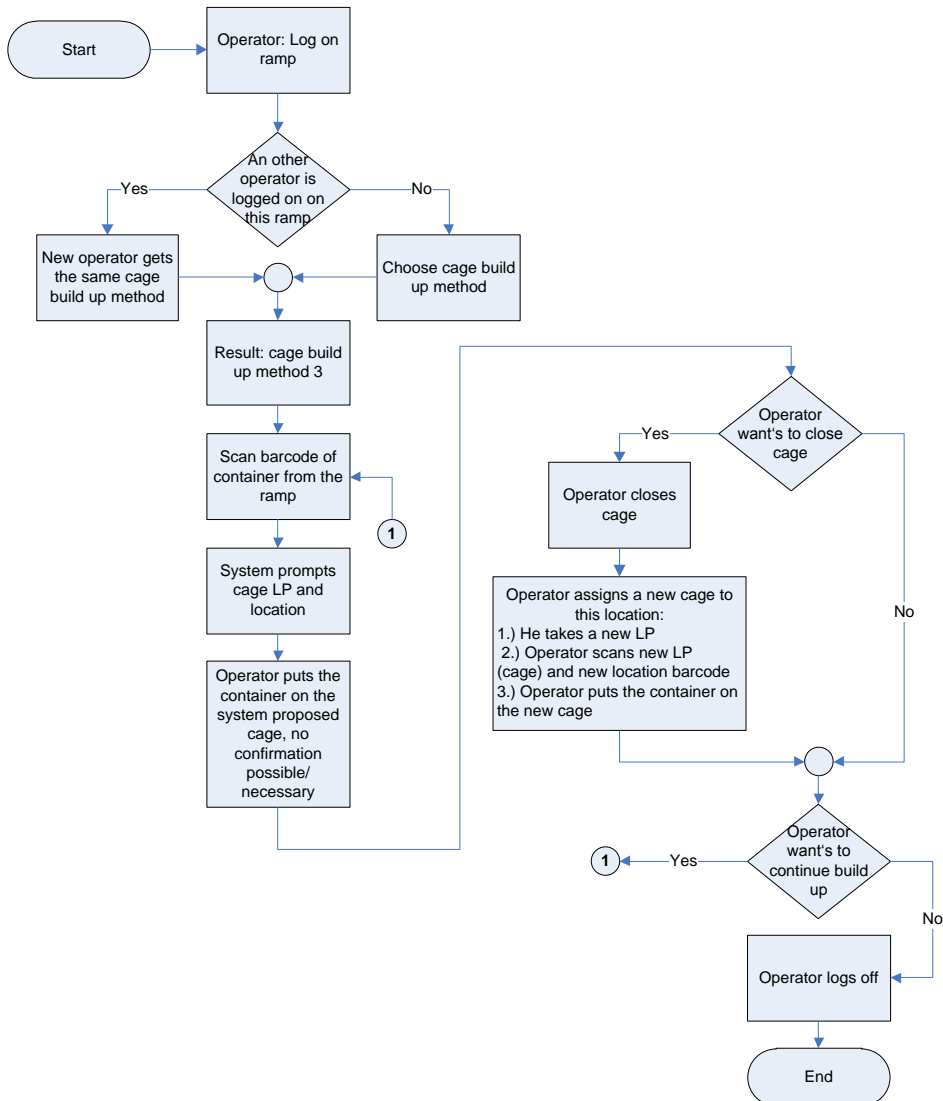 Start
Operator: Log on
ramp
An other
operator is
logged on on
this ramp
Yes
No
New operator gets
the same cage
build up method
Choose cage build
up method
Result: cage build
up method 3
Scan barcode of
container from the
ramp
1
System prompts
cage LP and
location
Operator puts the
container on the
system proposed
cage, no
confirmation
possible/
necessary
Operator
want‘s to close
cage
Yes
No
Operator closes
cage
Operator assigns a new cage to
this location:
1.) He takes a new LP
2.) Operator scans new LP
(cage) and new location barcode
3.) Operator puts the container on
the new cage
Operator
want‘s to
continue build
up
Yes
1
No
Operator logs off
End